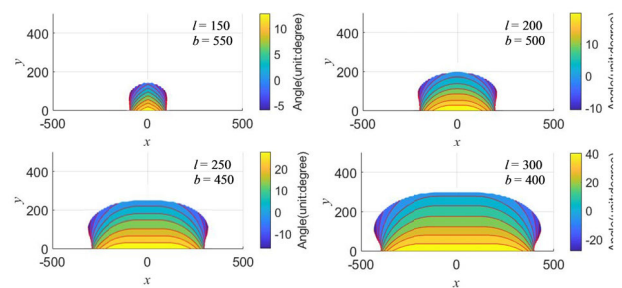 l = 150
b = 550
400
200
0
y
-500
0
500
x
10
5
0
-5
Angle(unit:degree)
l = 200
b = 500
400
200
0
y
-500
0
500
x
10
0
-10
Angle(unit:degree)
l = 250
b = 450
400
200
0
y
-500
0
500
x
20
10
0
-10
Angle(unit:degree)
l = 300
b = 400
400
200
0
y
-500
0
500
x
40
20
0
-20
Angle(unit:degree)